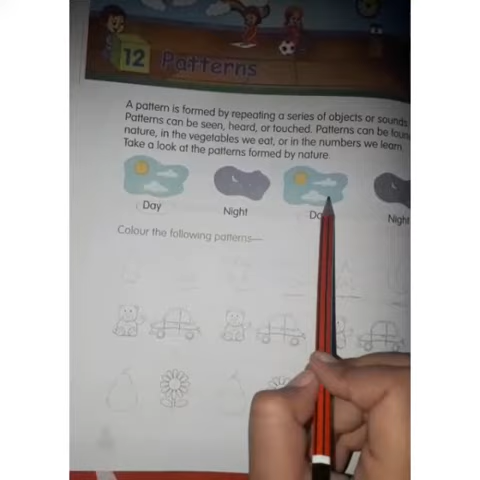 12 Patterns
A pattern is formed by repeating a series of objects or sounds.
Patterns can be seen, heard, or touched. Patterns can be
nature, in the vegetables we eat, or in the numbers we learn.
Take a look at the patterns formed by nature.
Day Night Night
Colour the following patterns—